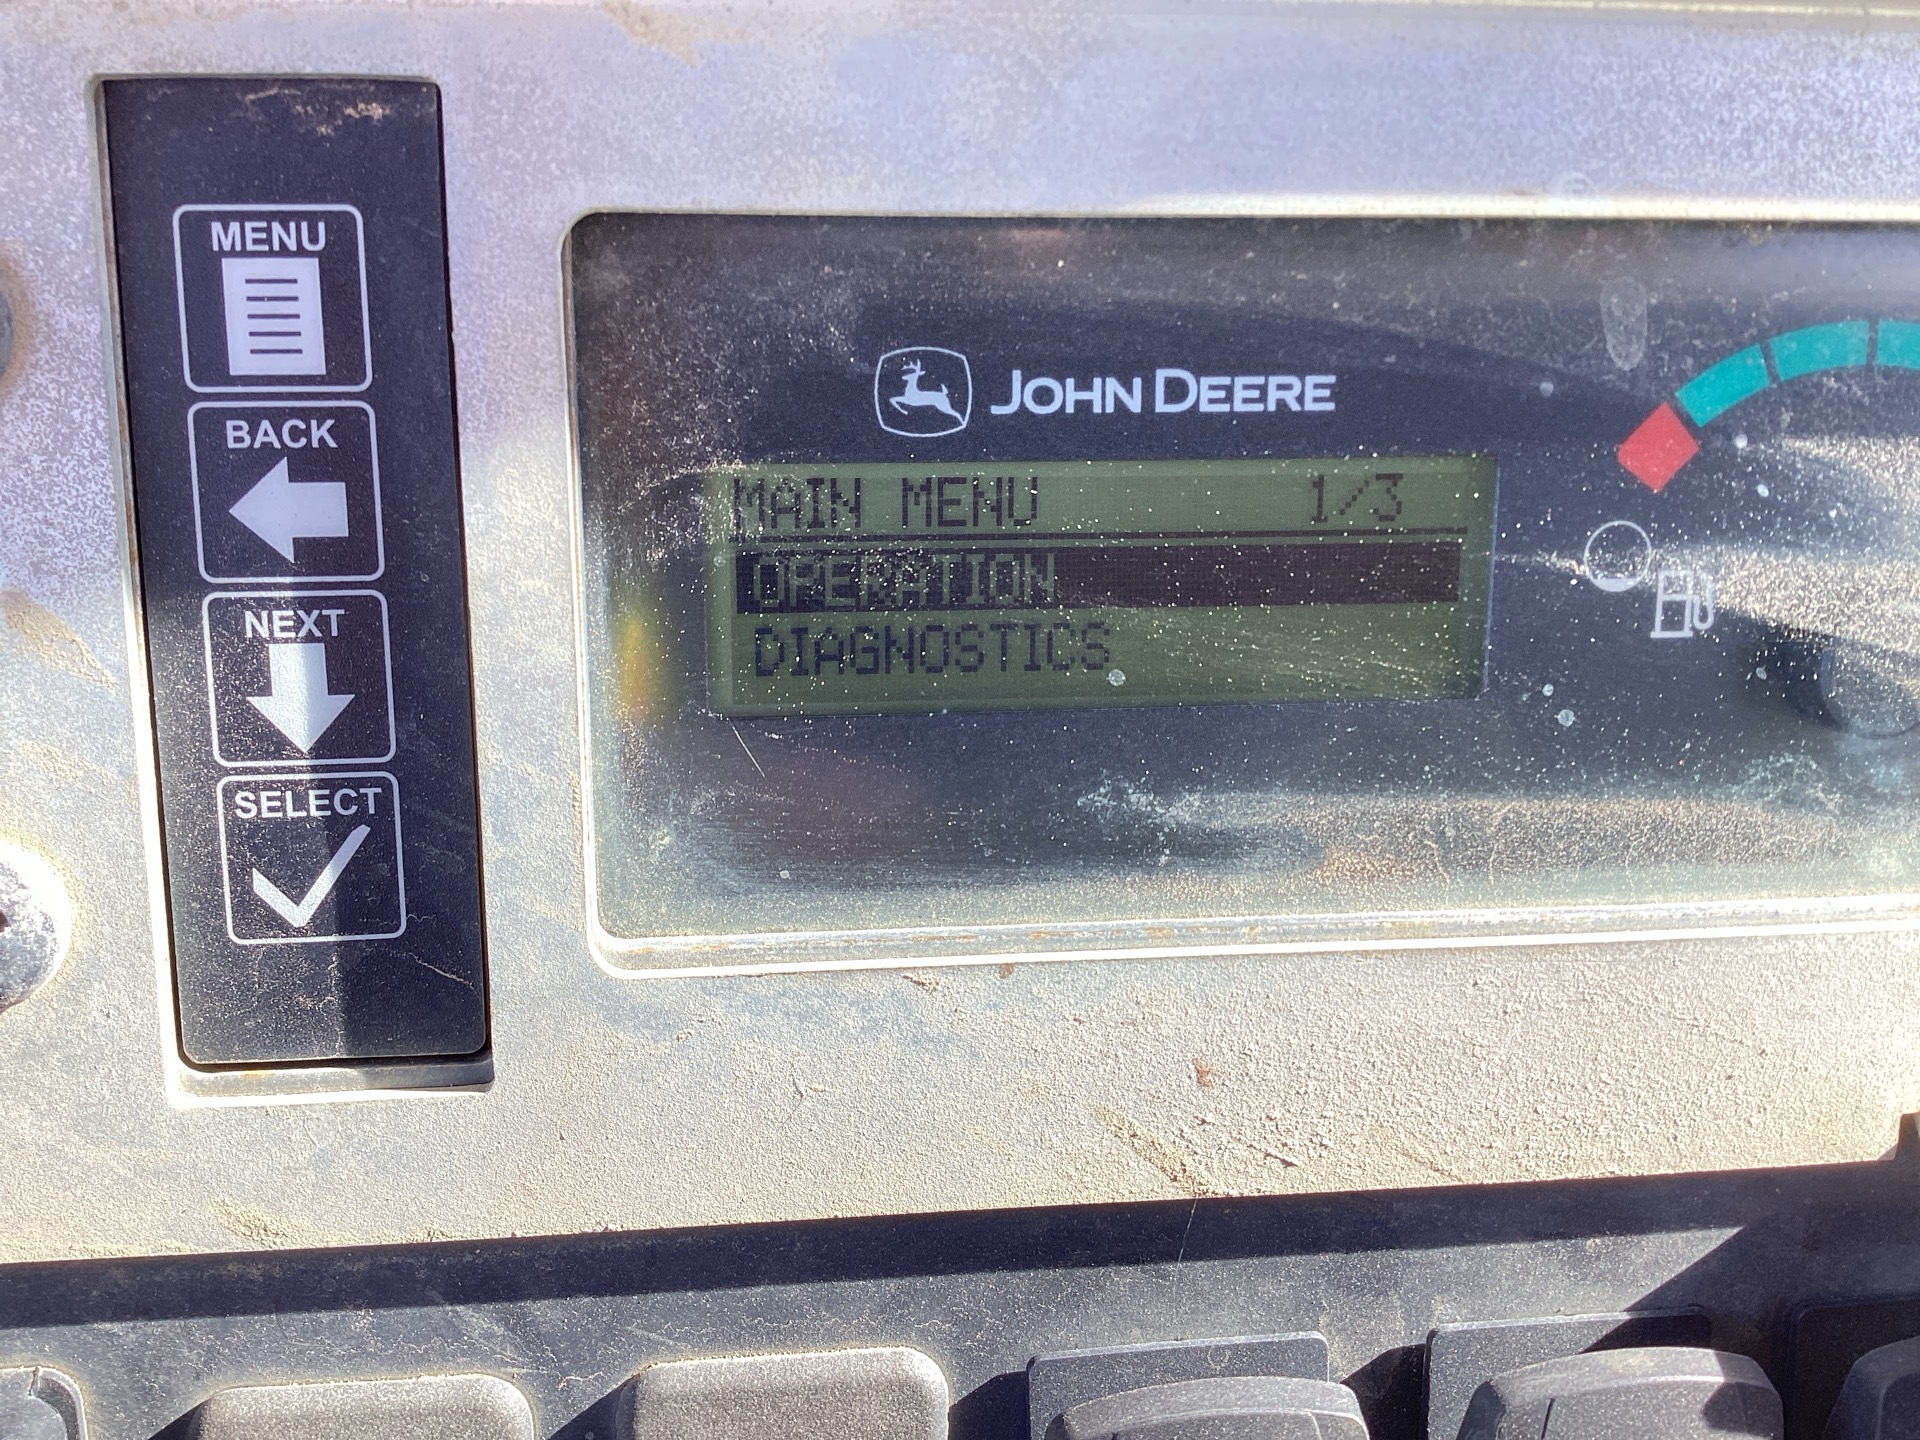 MENU
BACK
NEXT
SELECT
JOHN DEERE
MAIN MENU 1/3
OPERATION
DIAGNOSTICS